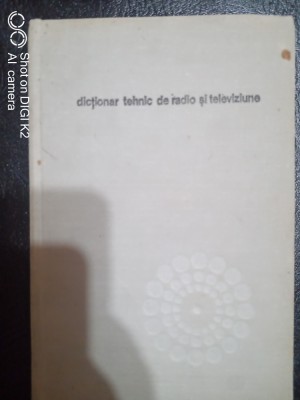 dicționar tehnic de radio și televiziune
Shot on DIGI K2
AI camera